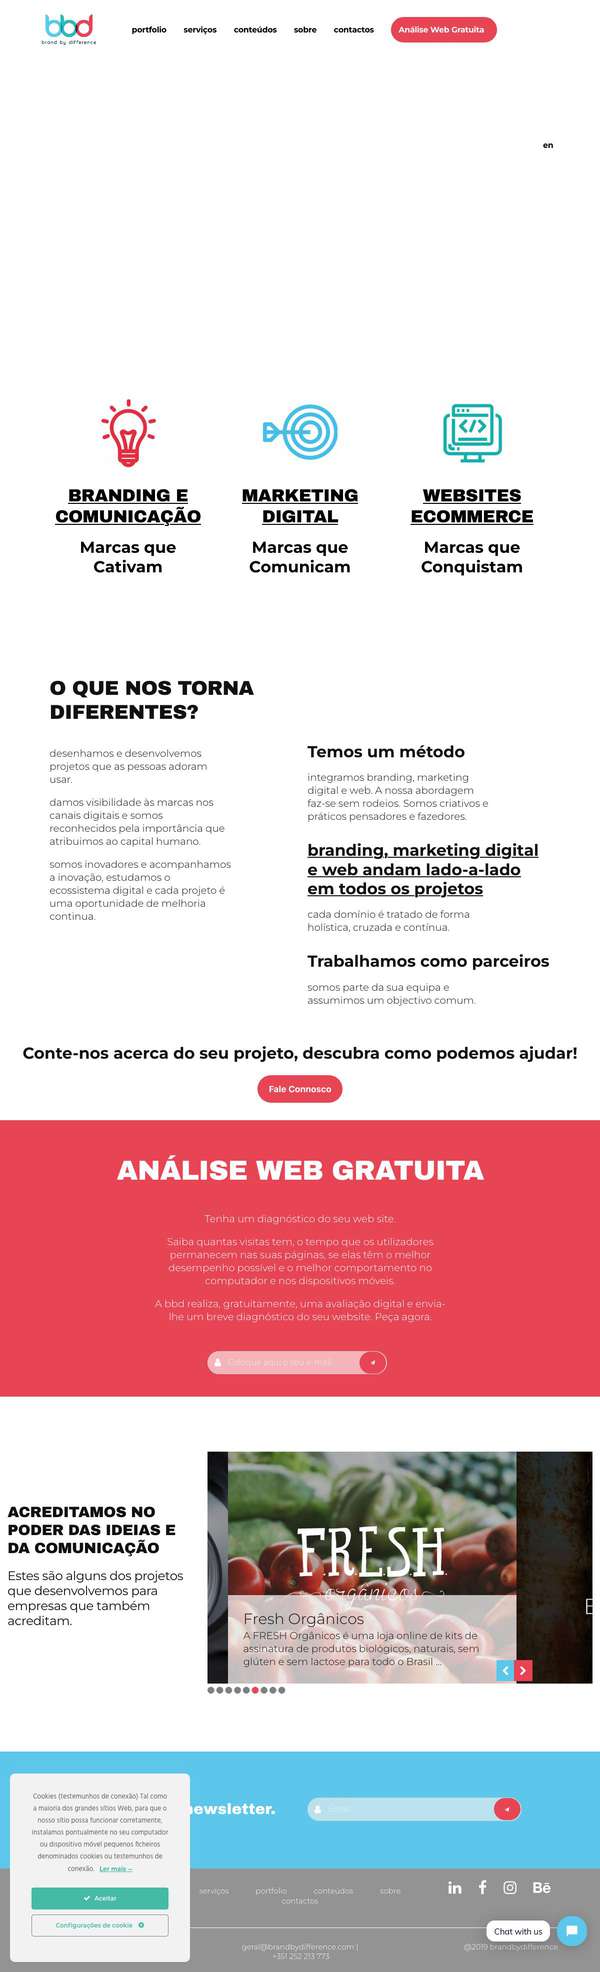 bbd
brand by difference
portfolio serviços conteúdos sobre contactos Análise Web Gratuita
en
BRANDING E
COMUNICAÇÃO
Marcas que
Cativam
MARKETING
DIGITAL
Marcas que
Comunicam
WEBSITES
ECOMMERCE
Marcas que
Conquistam
O QUE NOS TORNA
DIFERENTES?
desenhamos e desenvolvemos
projetos que as pessoas adoram
usar.
damos visibilidade às marcas nos
canais digitais e somos
reconhecidos pela importância que
atribuimos ao capital humano.
somos inovadores e acompanhamos
a inovação, estudamos o
ecossistema digital e cada projeto é
uma oportunidade de melhoria
continua.
Temos um método
integramos branding, marketing
digital e web. A nossa abordagem
faz-se sem rodeios. Somos criativos e
práticos pensadores e fazedores.
branding, marketing digital
e web andam lado-a-lado
em todos os projetos
cada domínio é tratado de forma
holística, cruzada e contínua.
Trabalhamos como parceiros
somos parte da sua equipa e
assumimos um objectivo comum.
Conte-nos acerca do seu projeto, descubra como podemos ajudar!
Fale Connosco
ANÁLISE WEB GRATUITA
Tenha um diagnóstico do seu web site.
Saiba quantas visitas tem, o tempo que os utilizadores
permanecem nas suas páginas, se elas têm o melhor
desempenho possível e o melhor comportamento no
computador e nos dispositivos móveis.
A bbd realiza, gratuitamente, uma avaliação digital e envia-
lhe um breve diagnóstico do seu website. Peça agora.
Coloque aqui o seu e-mail
ACREDITAMOS NO
PODER DAS IDEIAS E
DA COMUNICAÇÃO
Estes são alguns dos projetos
que desenvolvemos para
empresas que também
acreditam.
F.R.E.S.H.
orgânicos
Fresh Orgânicos
A FRESH Orgânicos é uma loja online de kits de
assinatura de produtos biológicos, naturais, sem
glúten e sem lactose para todo o Brasil ...
newsletter.
Email
Cookies (testemunhos de conexão) Tal como
a maioria dos grandes sítios Web, para que o
nosso sítio possa funcionar corretamente,
instalamos pontualmente no seu computador
ou dispositivo móvel pequenos ficheiros
denominados cookies ou testemunhos de
conexão. Ler mais →
Aceitar
Configurações de cookie
serviços portfolio conteúdos sobre
contactos
in f Bē
Chat with us
geral@brandbydifference.com |
+351 252 213 773
@2019 brandbydifference